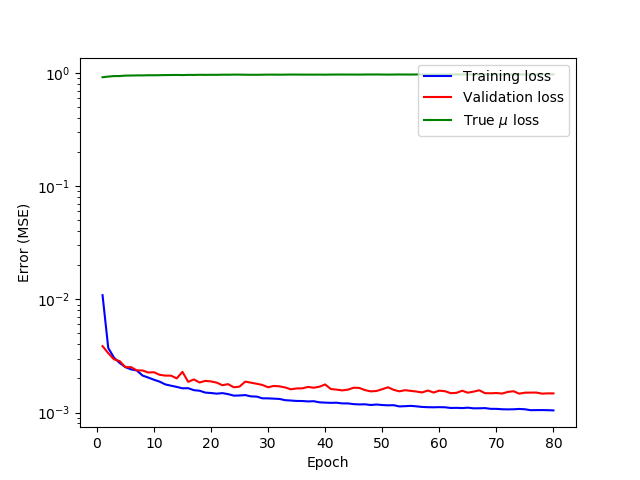 Training loss
Validation loss
True μ loss
Error (MSE)
10⁰
10⁻¹
10⁻²
10⁻³
0 10 20 30 40 50 60 70 80
Epoch